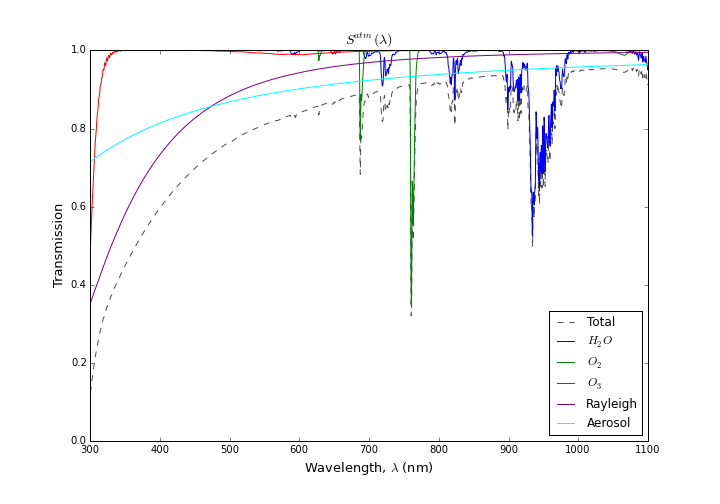 S^{atm}(λ)
1.0
0.8
0.6
0.4
0.2
0.0
Transmission
300 400 500 600 700 800 900 1000 1100
Wavelength, λ (nm)
Total
H₂O
O₂
O₃
Rayleigh
Aerosol